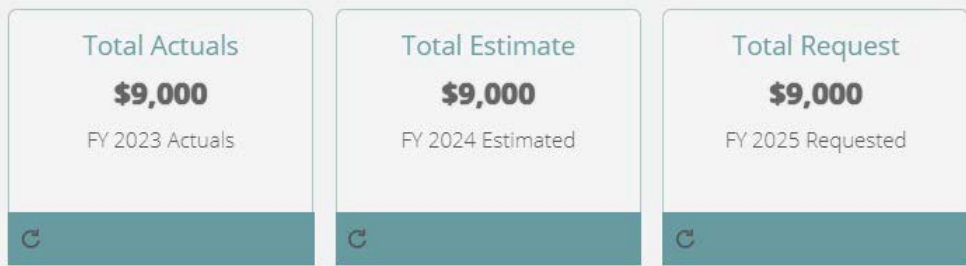 Total Actuals
$9,000
FY 2023 Actuals
Total Estimate
$9,000
FY 2024 Estimated
Total Request
$9,000
FY 2025 Requested